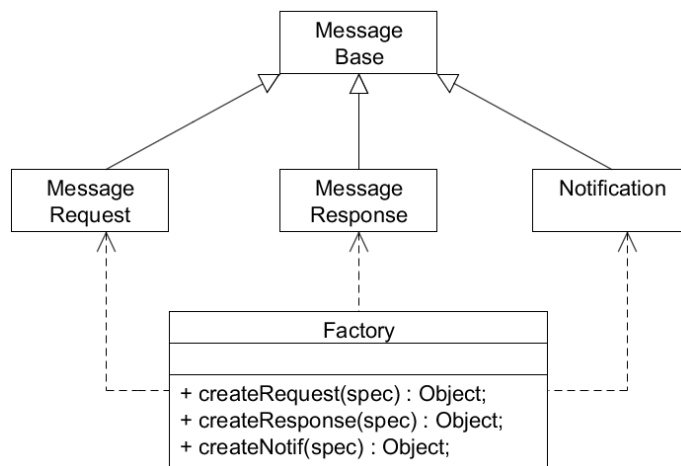 Message
Base
Message
Request
Message
Response
Notification
Factory
+ createRequest(spec) : Object;
+ createResponse(spec) : Object;
+ createNotif(spec) : Object;